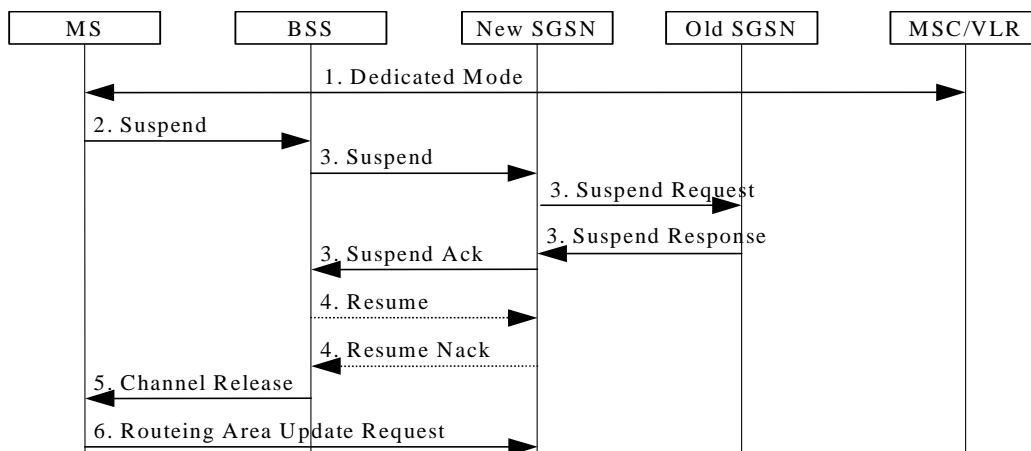 MS
BSS
New SGSN
Old SGSN
MSC/VLR
1. Dedicated Mode
2. Suspend
3. Suspend
3. Suspend Request
3. Suspend Response
3. Suspend Ack
4. Resume
4. Resume Nack
5. Channel Release
6. Routeing Area Update Request